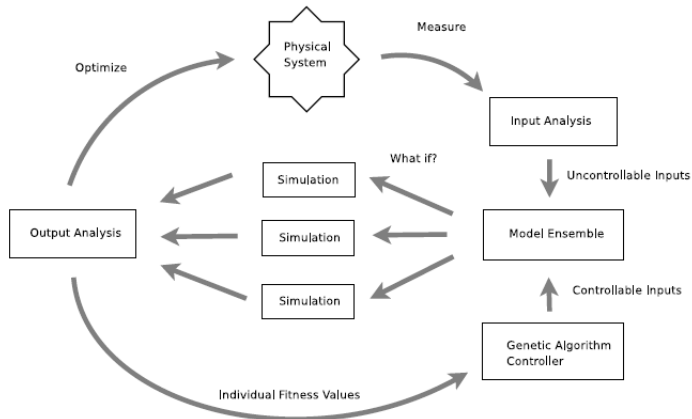 Measure
Physical
System
Optimize
Input Analysis
What if?
Uncontrollable Inputs
Simulation
Output Analysis
Simulation
Model Ensemble
Simulation
Controllable Inputs
Genetic Algorithm
Controller
Individual Fitness Values